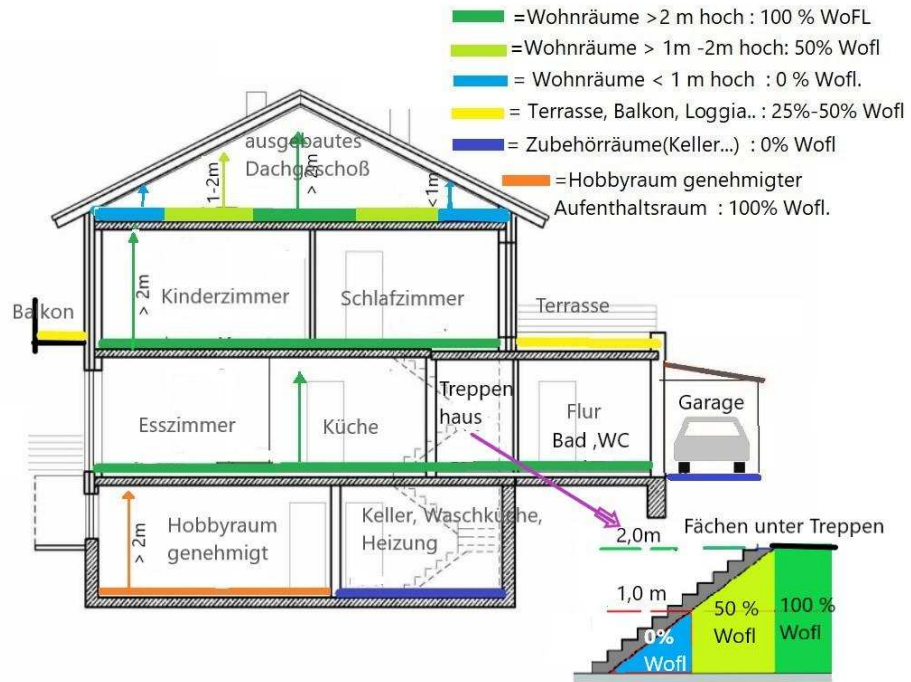 =Wohnräume >2 m hoch : 100 % WoFL
=Wohnräume > 1m -2m hoch: 50% Wofl
= Wohnräume < 1 m hoch : 0 % Wofl.
= Terrasse, Balkon, Loggia.. : 25%-50% Wofl
= Zubehörräume(Keller...) : 0% Wofl
=Hobbyraum genehmigter
Aufenthaltsraum : 100% Wofl.
ausgebautes
Dachgeschoß
1-2m
> 2m
<1m
> 2m
Kinderzimmer
Schlafzimmer
Balkon
Terrasse
Esszimmer
Küche
Treppen
haus
Flur
Bad ,WC
Garage
> 2m
Hobbyraum
genehmigt
Keller, Waschküche,
Heizung
Fächen unter Treppen
2,0m
1,0 m
0%
Wofl
50 %
Wofl
100 %
Wofl